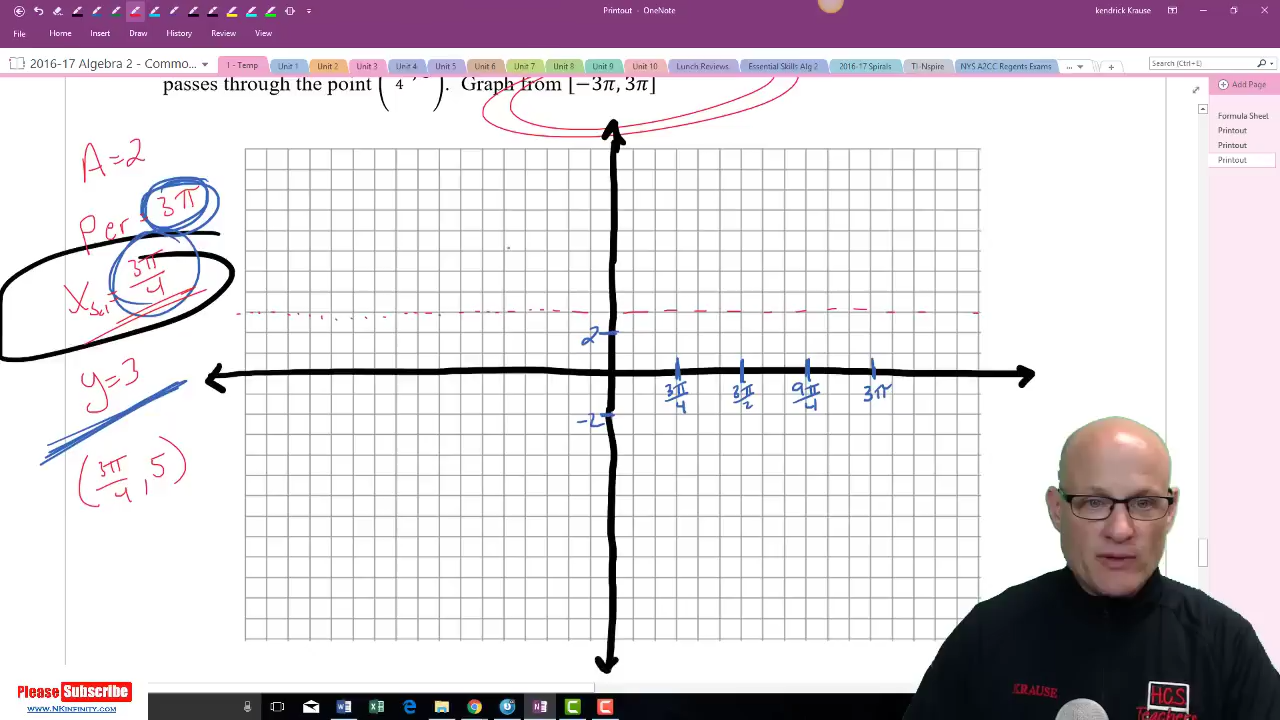 Printout - OneNote
kendrick Krause
File Home Insert Draw History Review View
2016-17 Algebra 2 - Commo...
1 - Temp Unit 1 Unit 2 Unit 3 Unit 4 Unit 5 Unit 6 Unit 7 Unit 8 Unit 9 Unit 10 Lunch Reviews. Essential Skills Alg 2 2016-17 Spirals TI-Nspire NYS A2CC Regents Exams ...
Search (Ctrl+E)
Add Page
Formula Sheet
Printout
Printout
Printout
passes through the point ( 4 ). Graph from [−3π, 3π]
A=2
Per = 3π
Xscl = 3π/4
y=3
(3π/4, 5)
2
-2
3π/4 3π/2 9π/4 3π
KRAUSE
H.C.S.
Teachers
Please Subscribe
WWW.NKINFINITY.COM